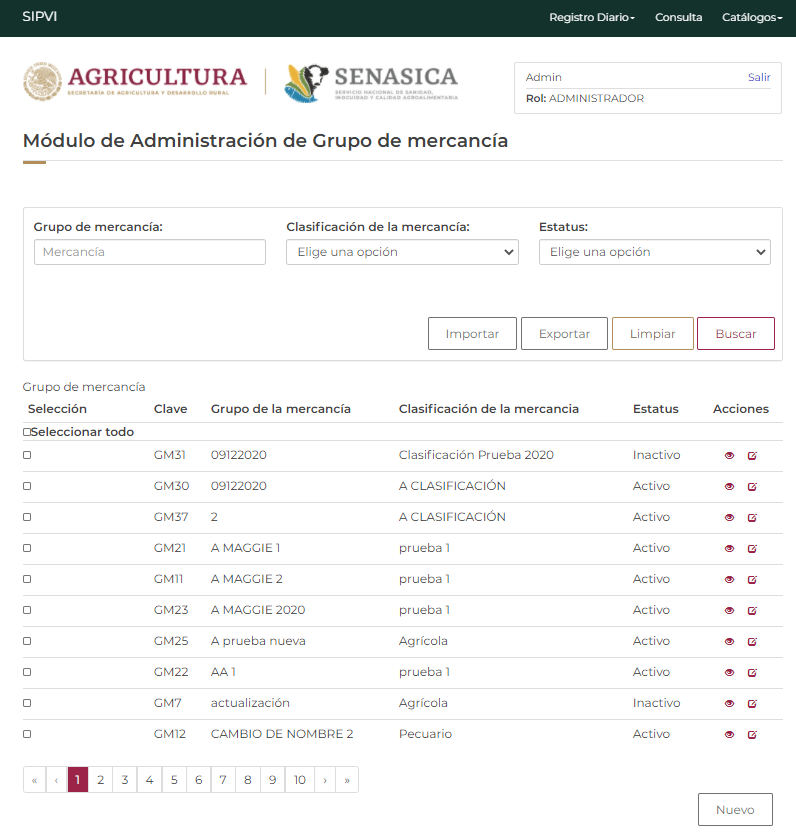 SIPVI Registro Diario Consulta Catálogos
AGRICULTURA
SECRETARÍA DE AGRICULTURA Y DESARROLLO RURAL
SENASICA
SERVICIO NACIONAL DE SANIDAD,
INOCUIDAD Y CALIDAD AGROALIMENTARIA
Admin Salir
Rol: ADMINISTRADOR
Módulo de Administración de Grupo de mercancía
Grupo de mercancía: Clasificación de la mercancía: Estatus:
Mercancía Elige una opción Elige una opción
Importar Exportar Limpiar Buscar
Grupo de mercancía
Selección Clave Grupo de la mercancía Clasificación de la mercancia Estatus Acciones
Seleccionar todo
GM31 09122020 Clasificación Prueba 2020 Inactivo
GM30 09122020 A CLASIFICACIÓN Activo
GM37 2 A CLASIFICACIÓN Activo
GM21 A MAGGIE 1 prueba 1 Activo
GM11 A MAGGIE 2 prueba 1 Activo
GM23 A MAGGIE 2020 prueba 1 Activo
GM25 A prueba nueva Agrícola Activo
GM22 AA 1 prueba 1 Activo
GM7 actualización Agrícola Inactivo
GM12 CAMBIO DE NOMBRE 2 Pecuario Activo
« ‹ 1 2 3 4 5 6 7 8 9 10 › »
Nuevo